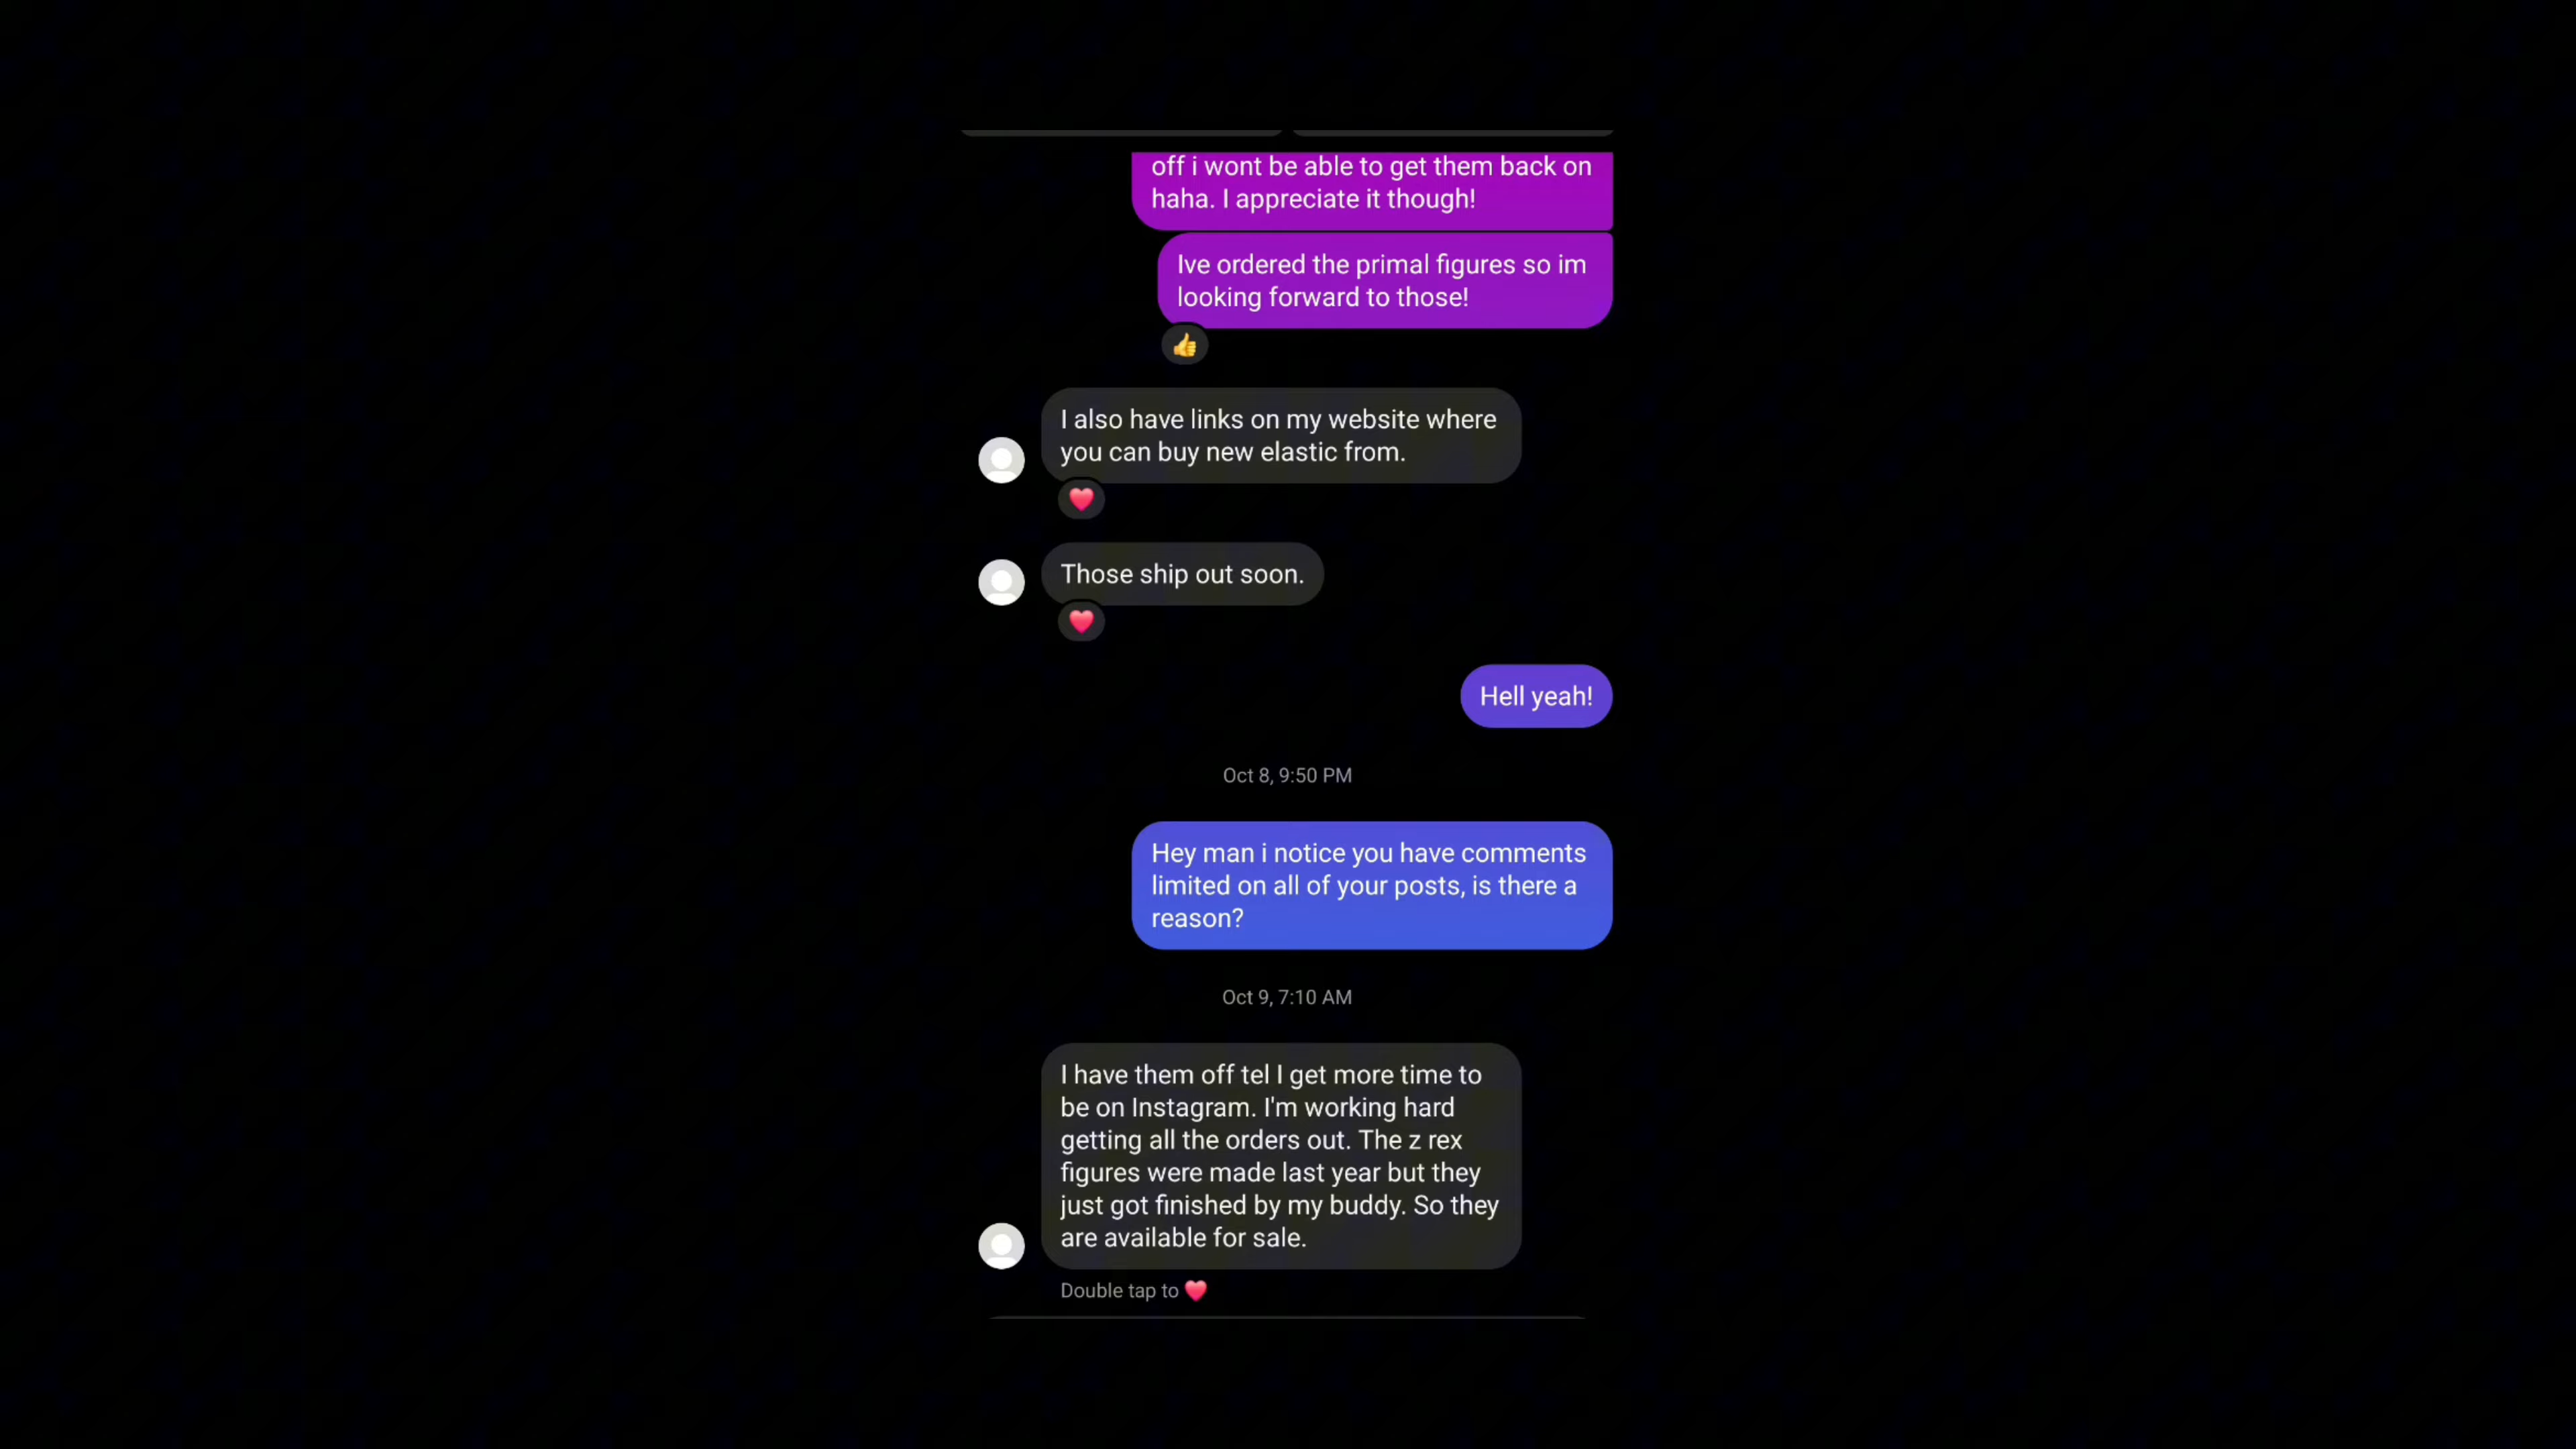 off i wont be able to get them back on
haha. I appreciate it though!
Ive ordered the primal figures so im
looking forward to those!
I also have links on my website where
you can buy new elastic from.
Those ship out soon.
Hell yeah!
Oct 8, 9:50 PM
Hey man i notice you have comments
limited on all of your posts, is there a
reason?
Oct 9, 7:10 AM
I have them off tel I get more time to
be on Instagram. I'm working hard
getting all the orders out. The z rex
figures were made last year but they
just got finished by my buddy. So they
are available for sale.
Double tap to